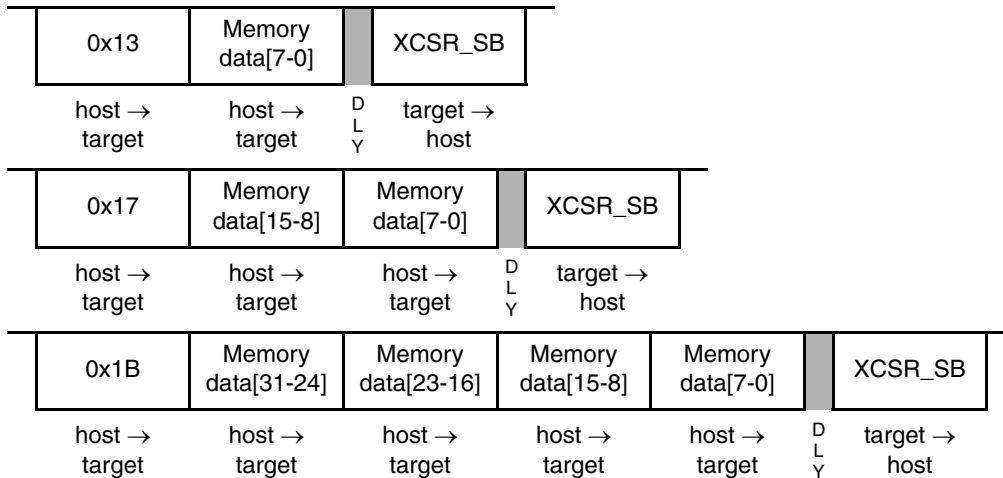 0x13 Memory data[7-0] XCSR_SB
host → target host → target D L Y target → host
0x17 Memory data[15-8] Memory data[7-0] XCSR_SB
host → target host → target host → target D L Y target → host
0x1B Memory data[31-24] Memory data[23-16] Memory data[15-8] Memory data[7-0] XCSR_SB
host → target host → target host → target host → target host → target D L Y target → host